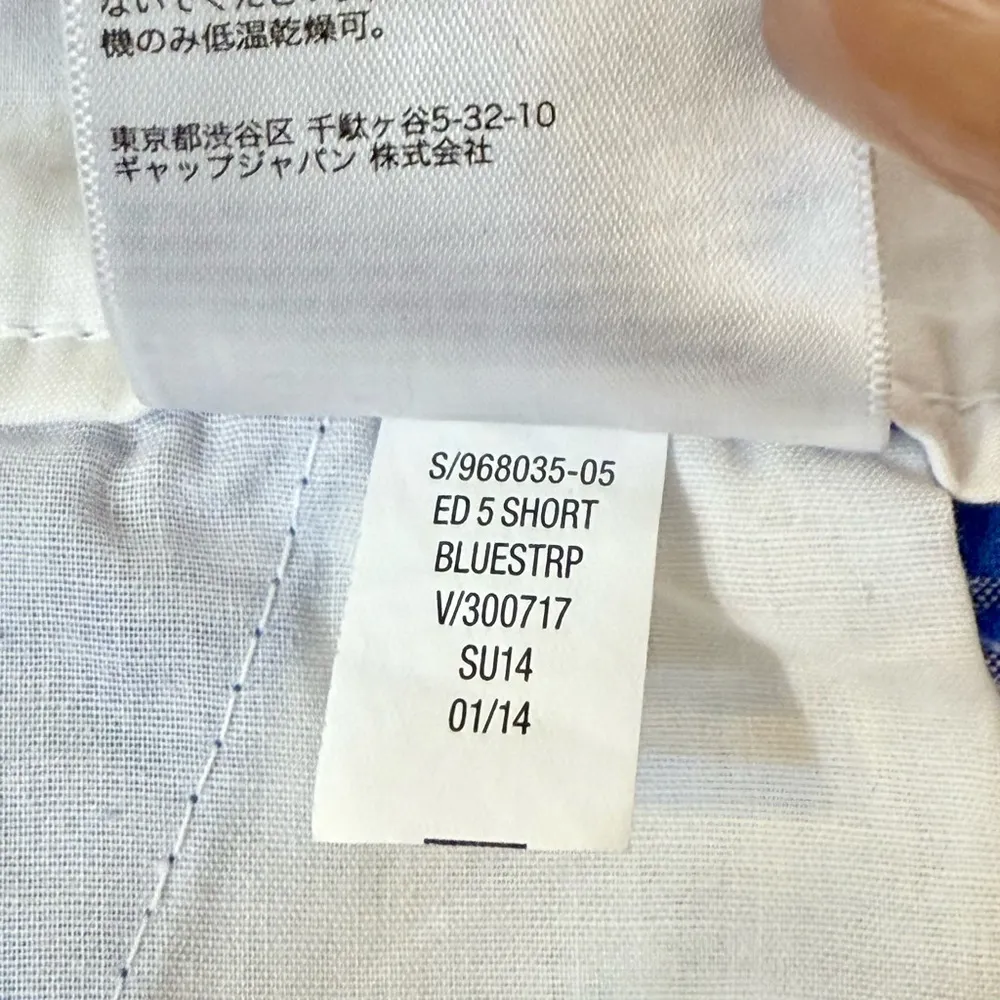 機のみ低温乾燥可。
東京都渋谷区 千駄ヶ谷5-32-10
ギャップジャパン 株式会社
S/968035-05
ED 5 SHORT
BLUESTRP
V/300717
SU14
01/14